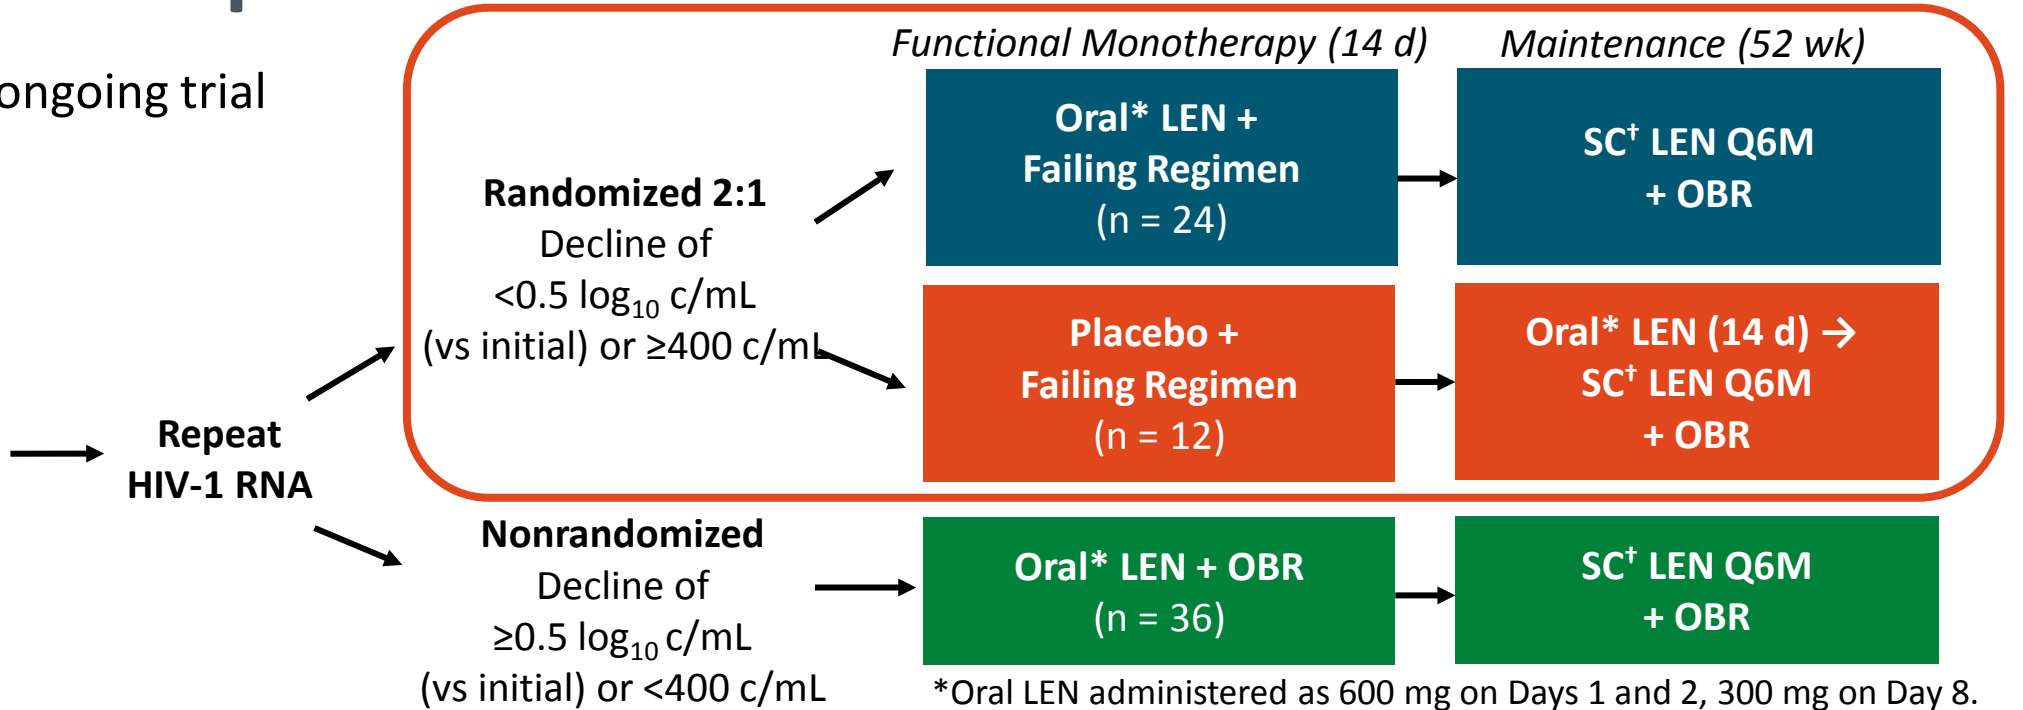 ongoing trial
Functional Monotherapy (14 d)
Maintenance (52 wk)
Randomized 2:1
Decline of
<0.5 log₁₀ c/mL
(vs initial) or ≥400 c/mL
Oral* LEN +
Failing Regimen
(n = 24)
SC† LEN Q6M
+ OBR
Placebo +
Failing Regimen
(n = 12)
Oral* LEN (14 d) →
SC† LEN Q6M
+ OBR
Repeat
HIV-1 RNA
Nonrandomized
Decline of
≥0.5 log₁₀ c/mL
(vs initial) or <400 c/mL
Oral* LEN + OBR
(n = 36)
SC† LEN Q6M
+ OBR
*Oral LEN administered as 600 mg on Days 1 and 2, 300 mg on Day 8.